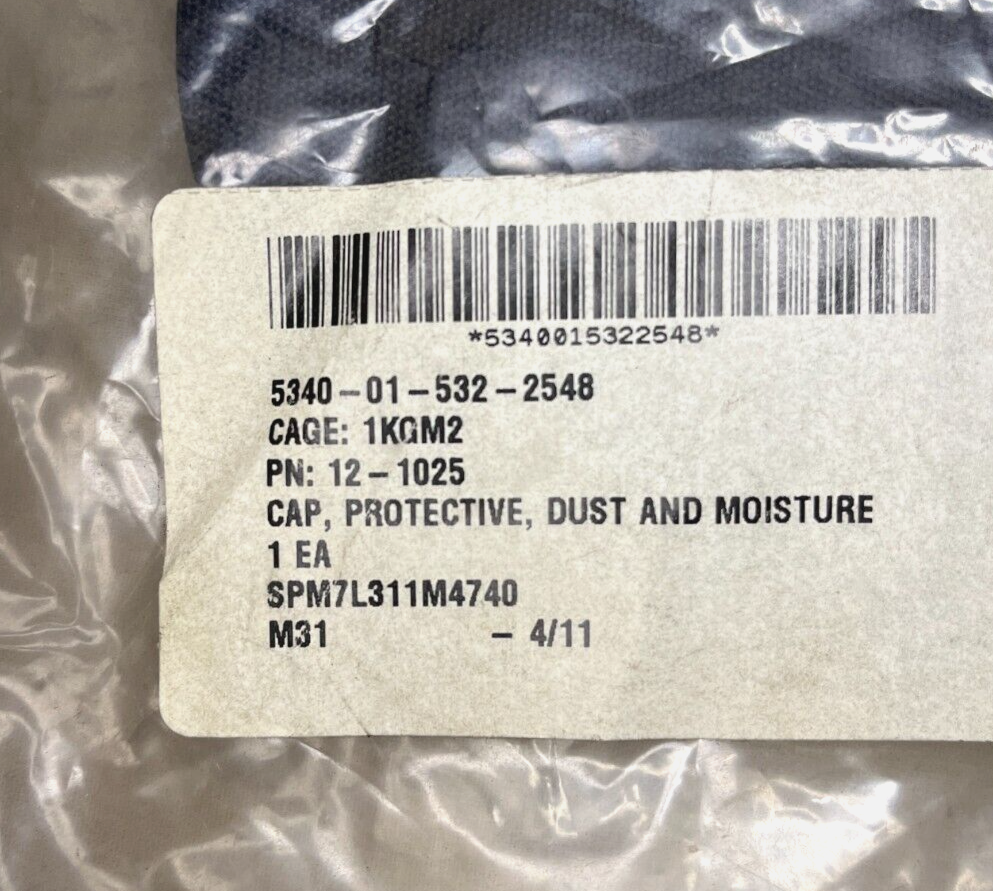 *5340015322548*
5340-01-532-2548
CAGE: 1KGM2
PN: 12-1025
CAP, PROTECTIVE, DUST AND MOISTURE
1 EA
SPM7L311M4740
M31 - 4/11